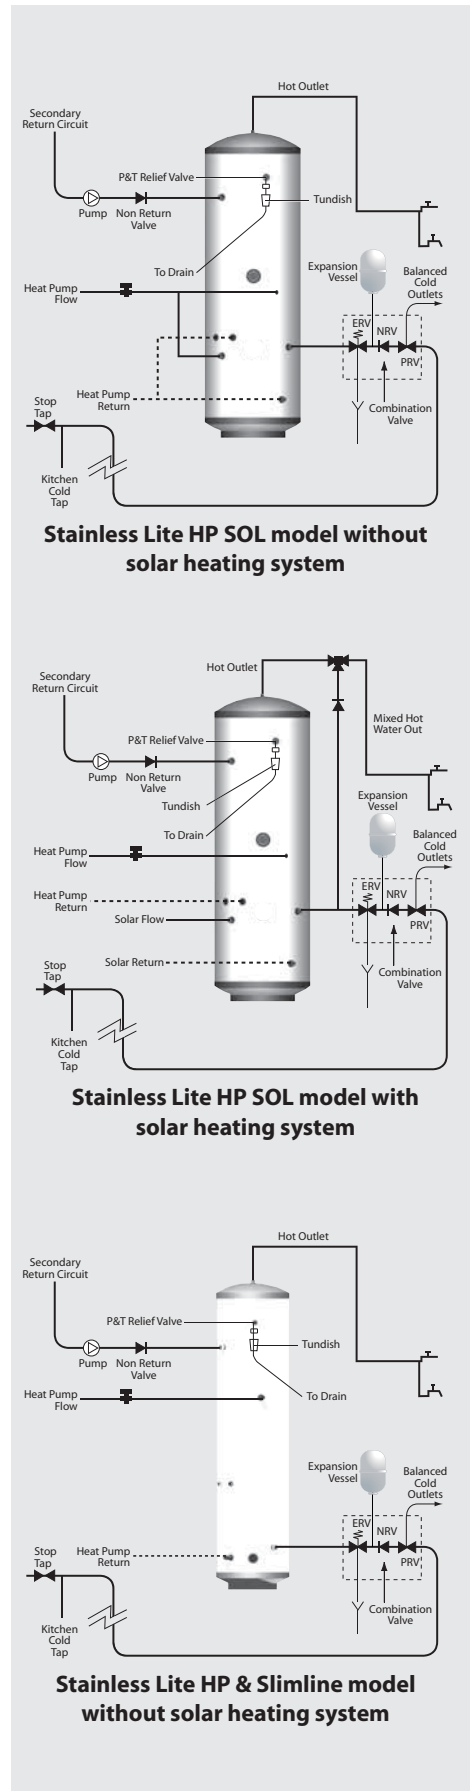 Hot Outlet
Secondary
Return Circuit
P&T Relief Valve
Tundish
Pump
Non Return
Valve
To Drain
Expansion
Vessel
Balanced
Cold
Outlets
Heat Pump
Flow
ERV
NRV
PRV
Heat Pump
Return
Combination
Valve
Stop
Tap
Kitchen
Cold
Tap
Stainless Lite HP SOL model without
solar heating system
Hot Outlet
Secondary
Return Circuit
Mixed Hot
Water Out
P&T Relief Valve
Pump
Non Return
Valve
Tundish
Expansion
Vessel
To Drain
Balanced
Cold
Outlets
Heat Pump
Flow
ERV
NRV
PRV
Heat Pump
Return
Solar Flow
Solar Return
Combination
Valve
Stop
Tap
Kitchen
Cold
Tap
Stainless Lite HP SOL model with
solar heating system
Hot Outlet
Secondary
Return Circuit
P&T Relief Valve
Tundish
Pump
Non Return
Valve
Heat Pump
Flow
To Drain
Expansion
Vessel
Balanced
Cold
Outlets
ERV
NRV
PRV
Stop
Tap
Heat Pump
Return
Combination
Valve
Kitchen
Cold
Tap
Stainless Lite HP & Slimline model
without solar heating system